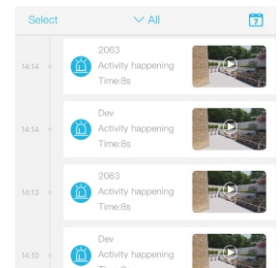 Select
All
7
14:14
2063
Activity happening
Time:8s
14:14
Dev
Activity happening
Time:8s
14:13
2063
Activity happening
Time:8s
14:10
Dev
Activity happening